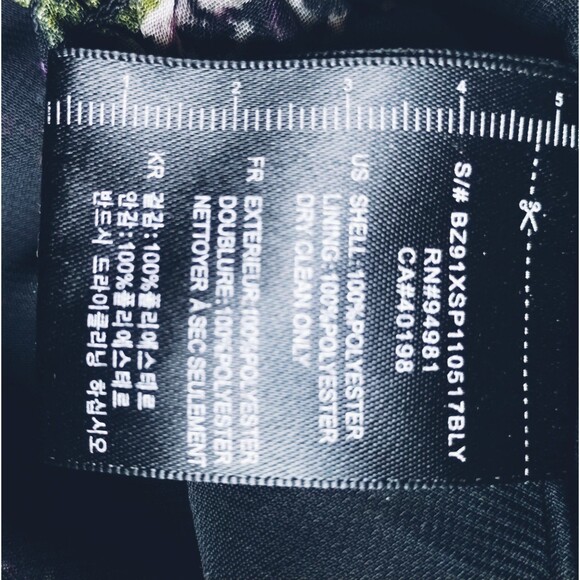 1 2 3 4 5
S/# BZ91XSP110517BLY
RN#94981
CA#40198
US SHELL 100%POLYESTER
LINING: 100%POLYESTER
DRY CLEAN ONLY
FR EXTERIEUR 100%POLYESTER
DOUBLURE: 100%POLYESTER
NETTOYER À SEC SEULEMENT
KR 겉감: 100%폴리에스테르
안감: 100%폴리에스테르
반드시 드라이클리닝 하십시오